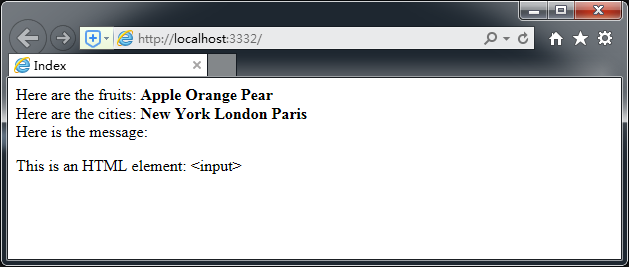 http://localhost:3332/
Index
Here are the fruits: Apple Orange Pear
Here are the cities: New York London Paris
Here is the message:
This is an HTML element: <input>